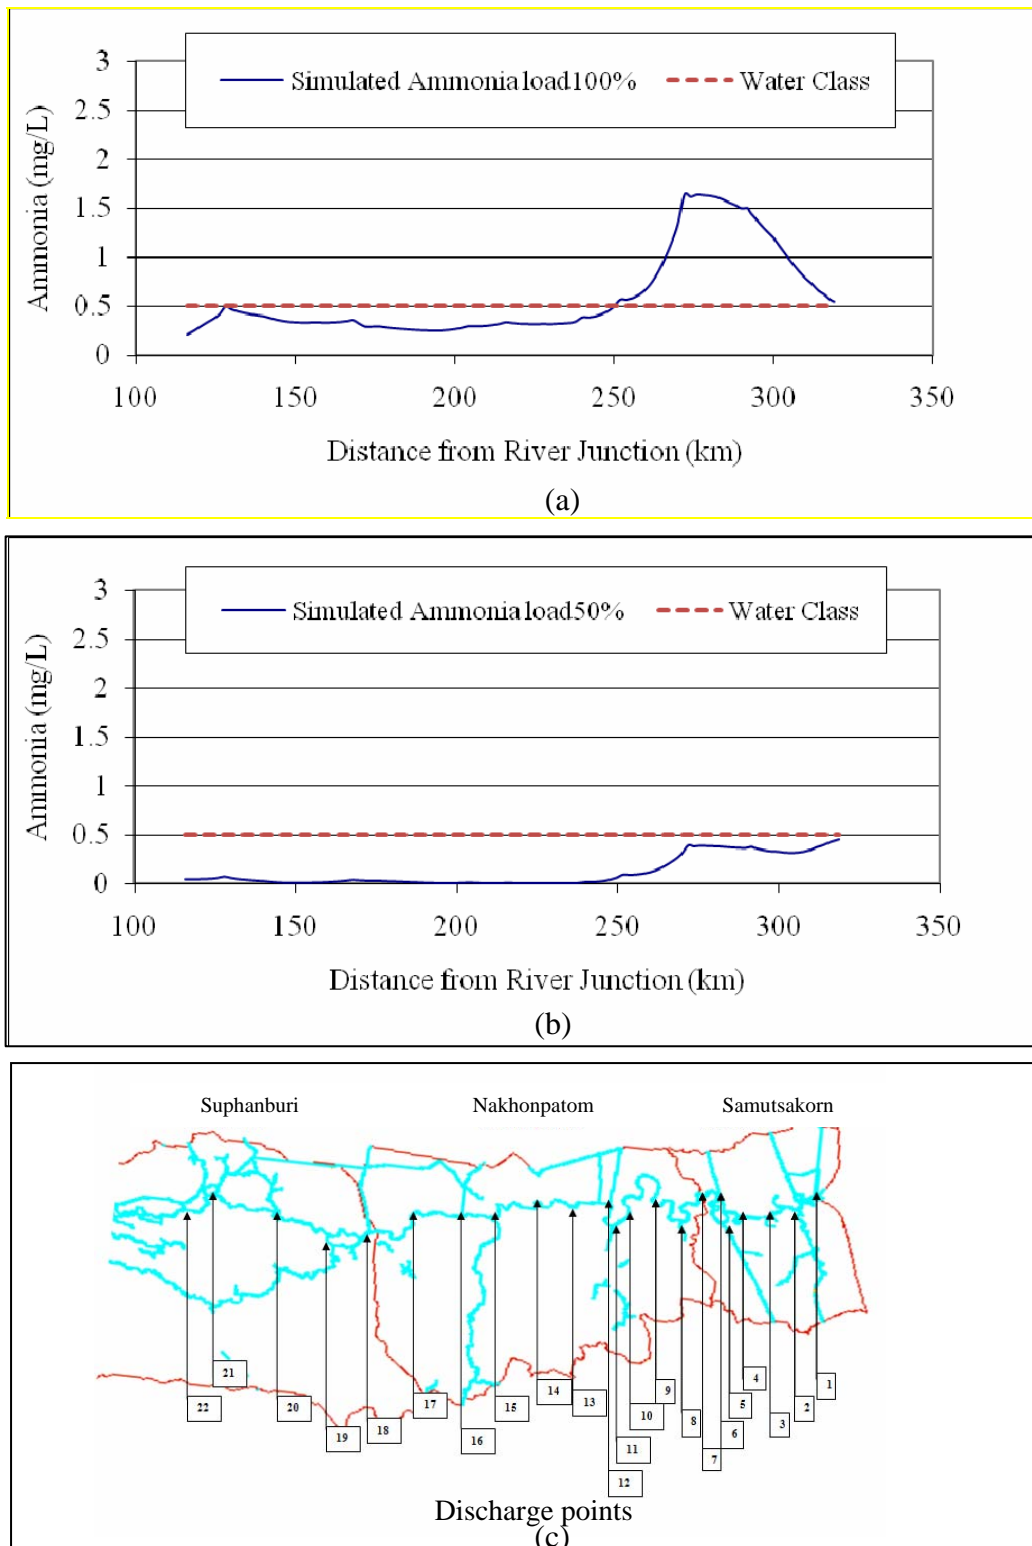 Simulated Ammonia load100% Water Class
3
2.5
2
1.5
1
0.5
0
Ammonia (mg/L)
100 150 200 250 300 350
Distance from River Junction (km)
(a)
Simulated Ammonia load50% Water Class
3
2.5
2
1.5
1
0.5
0
Ammonia (mg/L)
100 150 200 250 300 350
Distance from River Junction (km)
(b)
Suphanburi Nakhonpatom Samutsakorn
21
22
20
19
18
17
16
15
14
13
12
11
10
9
8
7
6
5
4
3
2
1
Discharge points
(c)